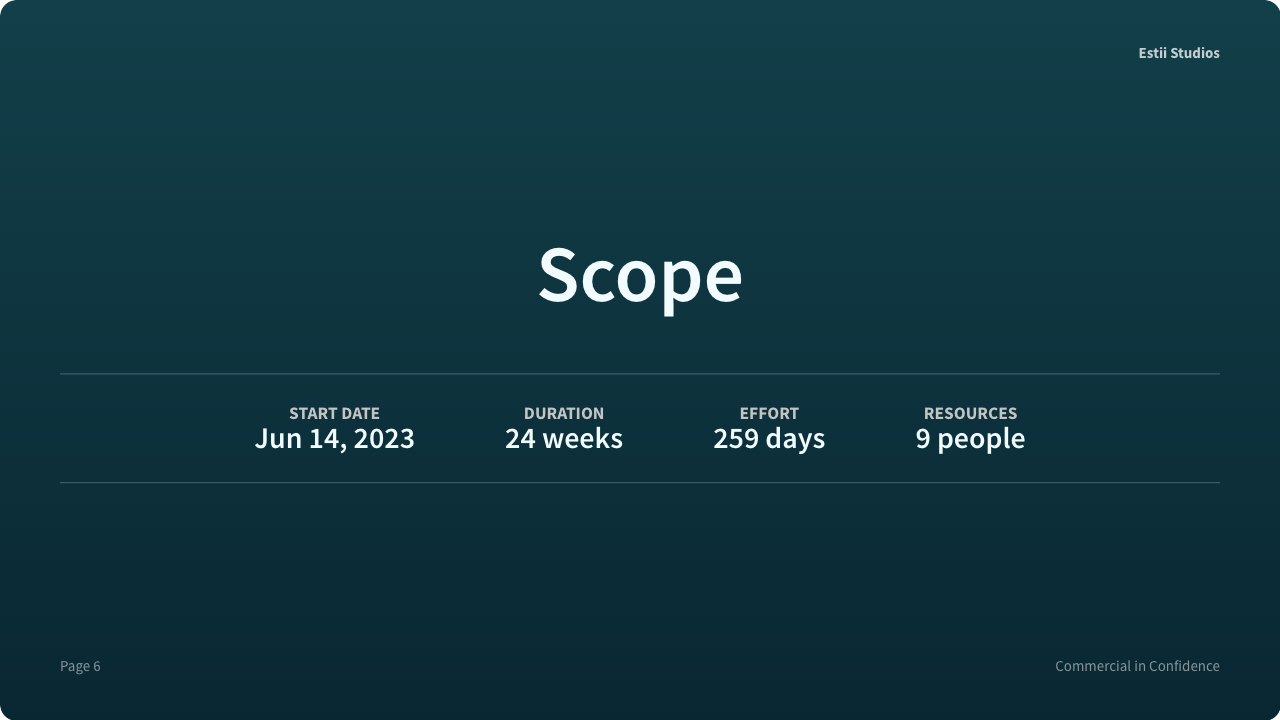 Estii Studios
Scope
START DATE
Jun 14, 2023
DURATION
24 weeks
EFFORT
259 days
RESOURCES
9 people
Page 6
Commercial in Confidence